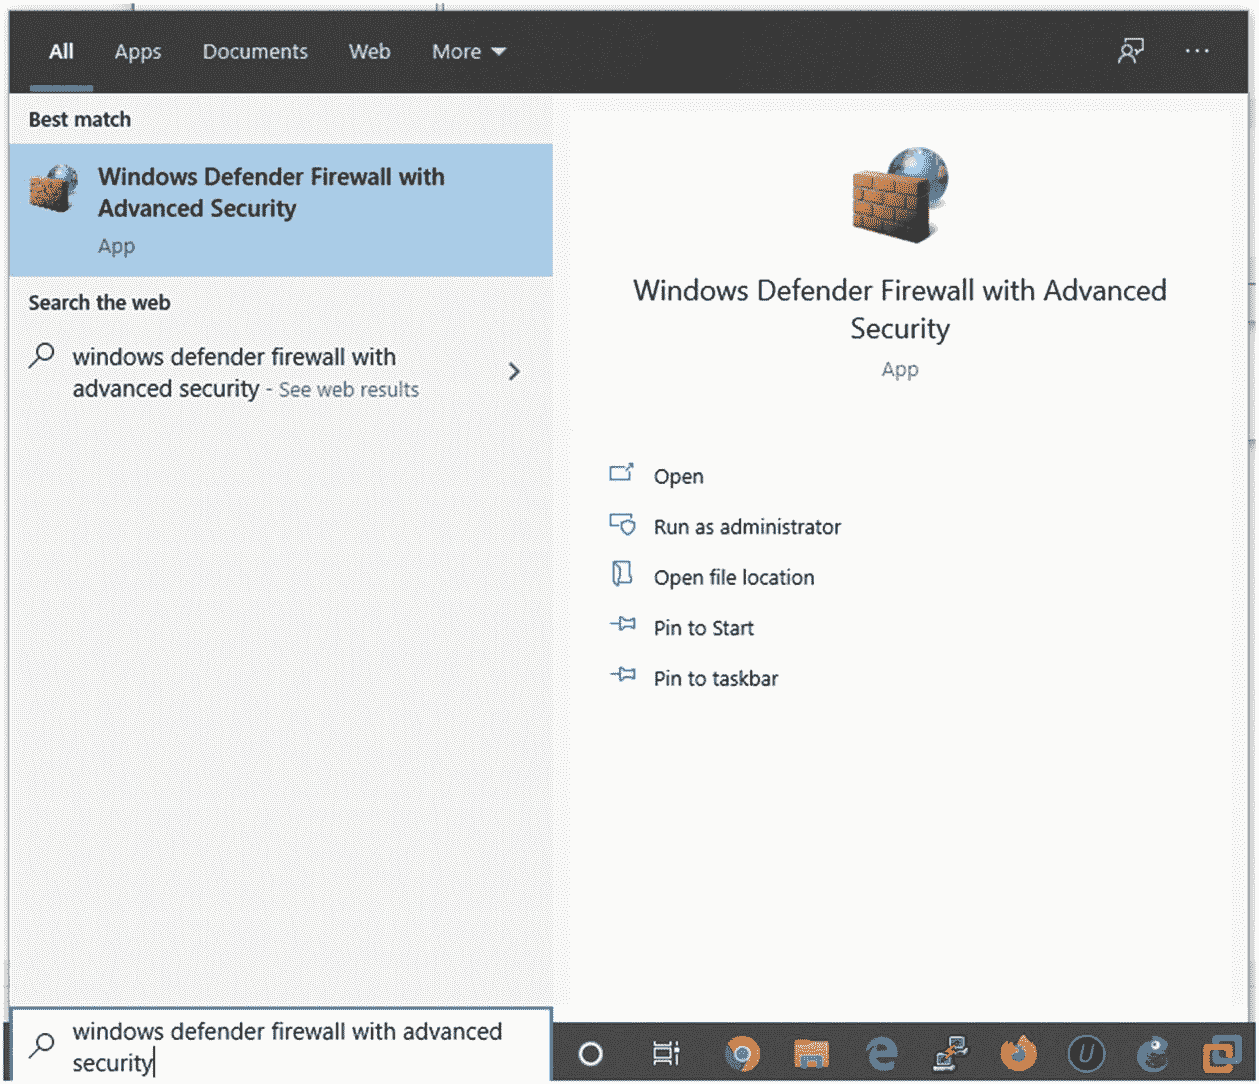 All Apps Documents Web More
Best match
Windows Defender Firewall with
Advanced Security
App
Search the web
windows defender firewall with
advanced security - See web results
Windows Defender Firewall with Advanced
Security
App
Open
Run as administrator
Open file location
Pin to Start
Pin to taskbar
windows defender firewall with advanced
security